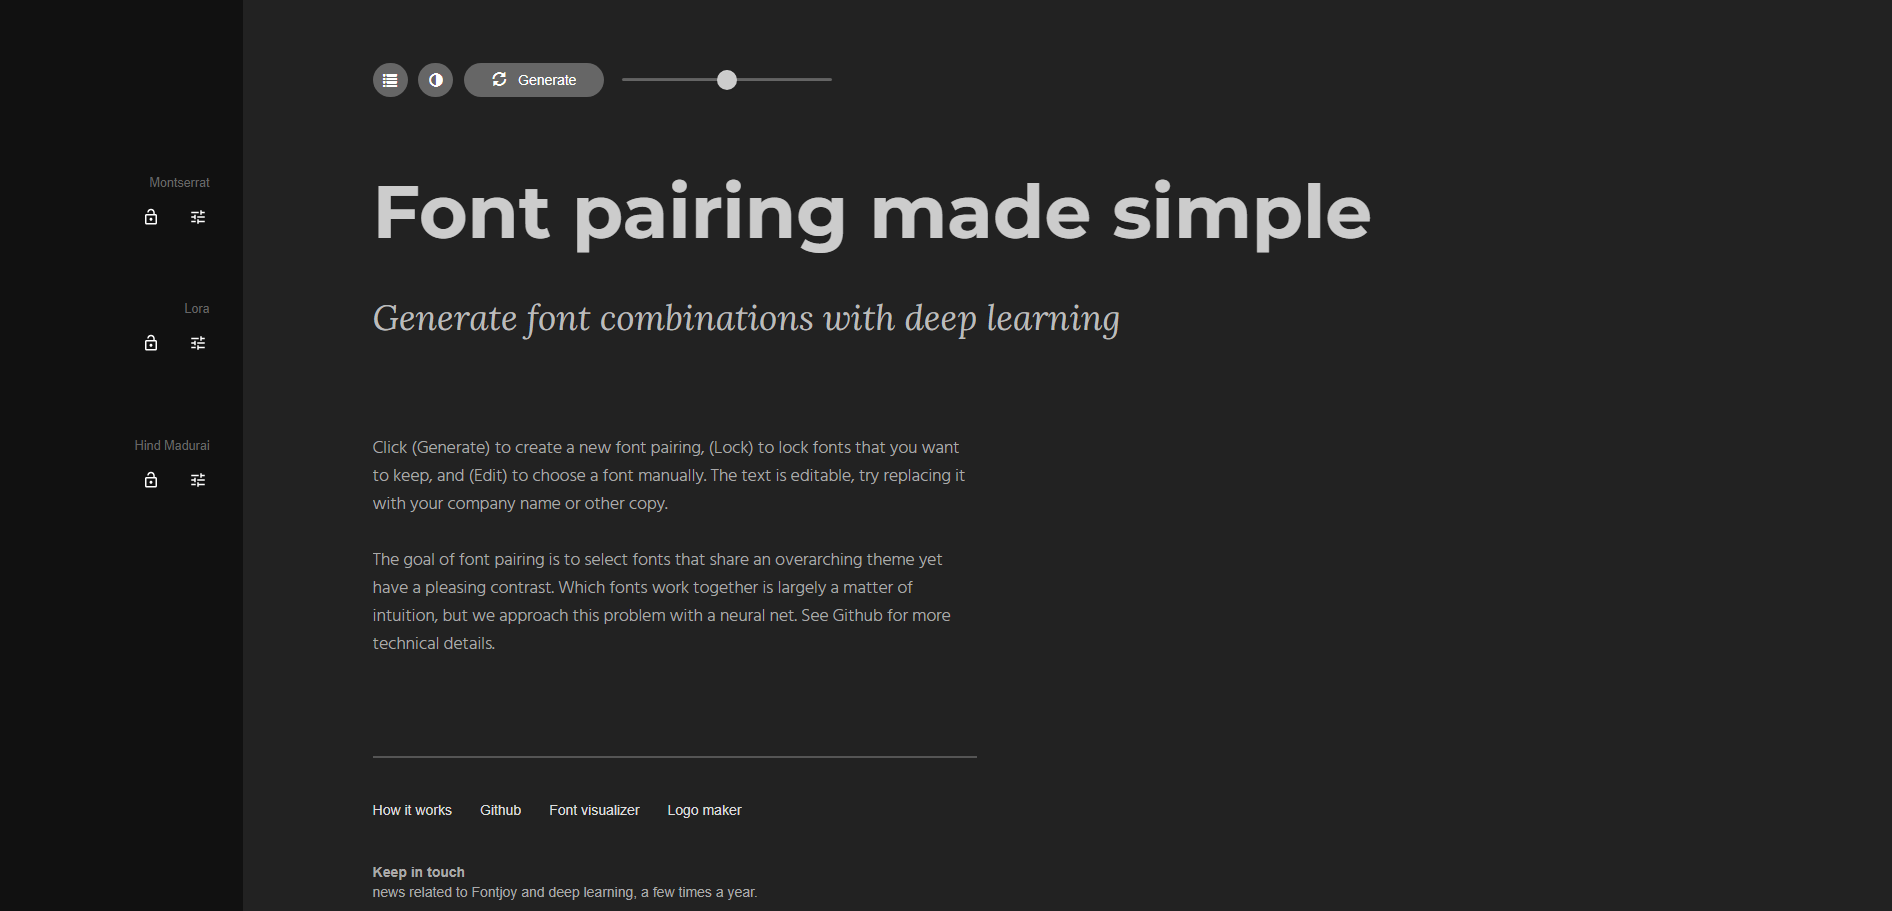 Generate
Montserrat
Font pairing made simple
Lora
Generate font combinations with deep learning
Hind Madurai
Click (Generate) to create a new font pairing, (Lock) to lock fonts that you want
to keep, and (Edit) to choose a font manually. The text is editable, try replacing it
with your company name or other copy.
The goal of font pairing is to select fonts that share an overarching theme yet
have a pleasing contrast. Which fonts work together is largely a matter of
intuition, but we approach this problem with a neural net. See Github for more
technical details.
How it works Github Font visualizer Logo maker
Keep in touch
news related to Fontjoy and deep learning, a few times a year.